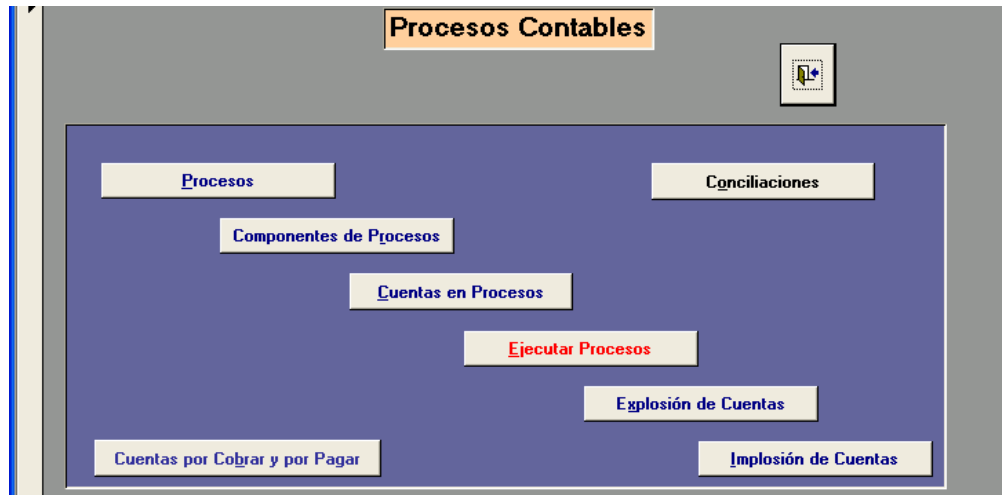 Procesos Contables
Procesos
Conciliaciones
Componentes de Procesos
Cuentas en Procesos
Ejecutar Procesos
Explosión de Cuentas
Cuentas por Cobrar y por Pagar
Implosión de Cuentas